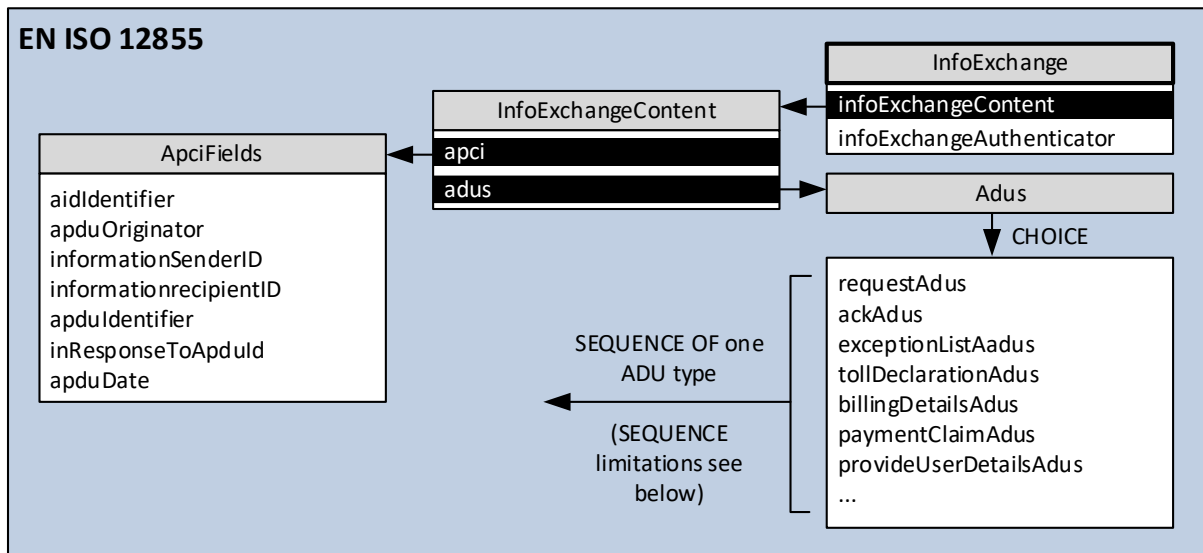 EN ISO 12855
InfoExchange
infoExchangeContent
infoExchangeAuthenticator
InfoExchangeContent
apci
adus
ApciFields
aidIdentifier
apduOriginator
informationSenderID
informationrecipientID
apduIdentifier
inResponseToApduId
apduDate
Adus
CHOICE
requestAdus
ackAdus
exceptionListAadus
tollDeclarationAdus
billingDetailsAdus
paymentClaimAdus
provideUserDetailsAdus
...
SEQUENCE OF one
ADU type
(SEQUENCE
limitations see
below)